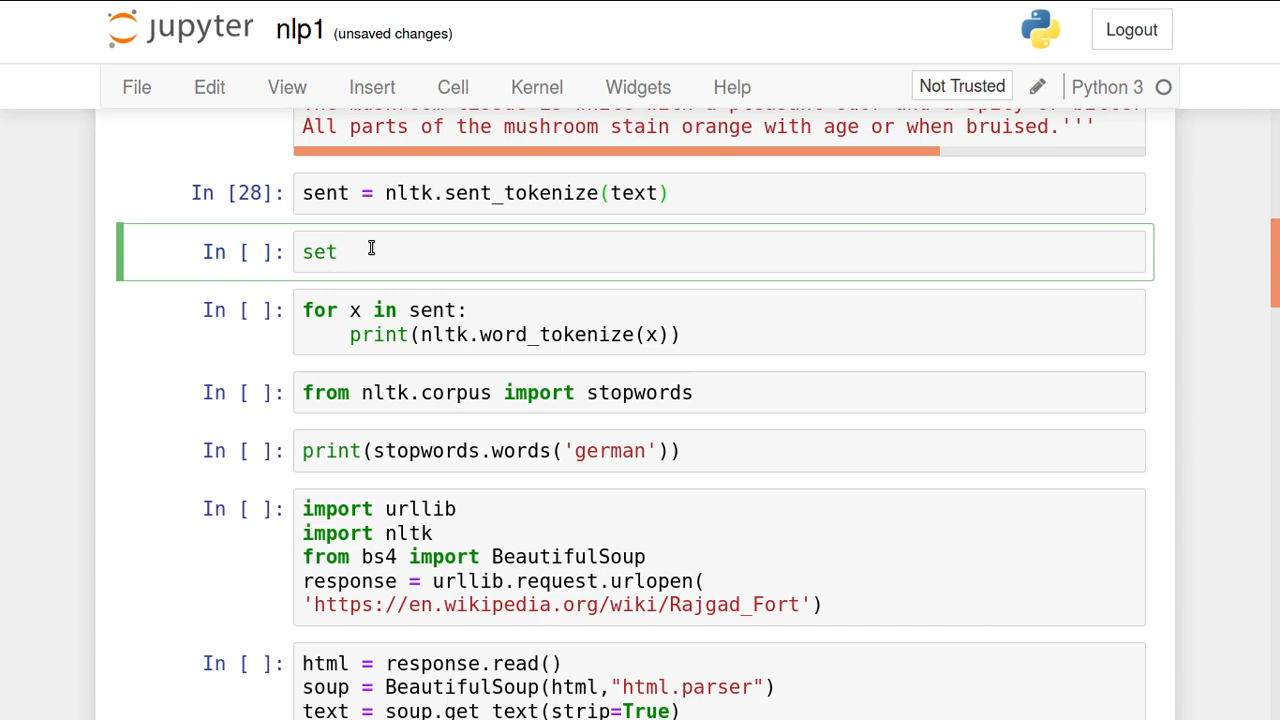 jupyter nlp1 (unsaved changes) Logout
File Edit View Insert Cell Kernel Widgets Help Not Trusted Python 3
All parts of the mushroom stain orange with age or when bruised.'''
In [28]: sent = nltk.sent_tokenize(text)
In [ ]: set
In [ ]: for x in sent:
print(nltk.word_tokenize(x))
In [ ]: from nltk.corpus import stopwords
In [ ]: print(stopwords.words('german'))
In [ ]: import urllib
import nltk
from bs4 import BeautifulSoup
response = urllib.request.urlopen(
'https://en.wikipedia.org/wiki/Rajgad_Fort')
In [ ]: html = response.read()
soup = BeautifulSoup(html,"html.parser")
text = soup.get_text(strip=True)